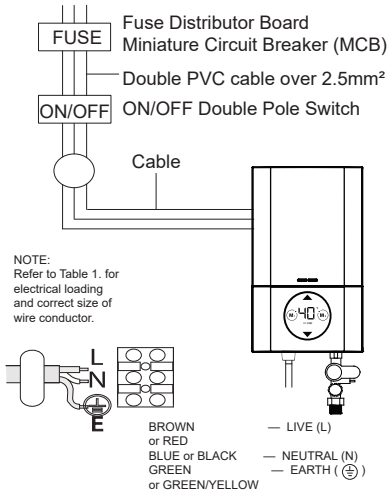 FUSE
Fuse Distributor Board
Miniature Circuit Breaker (MCB)
Double PVC cable over 2.5mm²
ON/OFF
ON/OFF Double Pole Switch
Cable
NOTE:
Refer to Table 1. for
electrical loading
and correct size of
wire conductor.
M₁ 40 M₂
L
N
E
BROWN — LIVE (L)
or RED
BLUE or BLACK — NEUTRAL (N)
GREEN — EARTH (⏚)
or GREEN/YELLOW